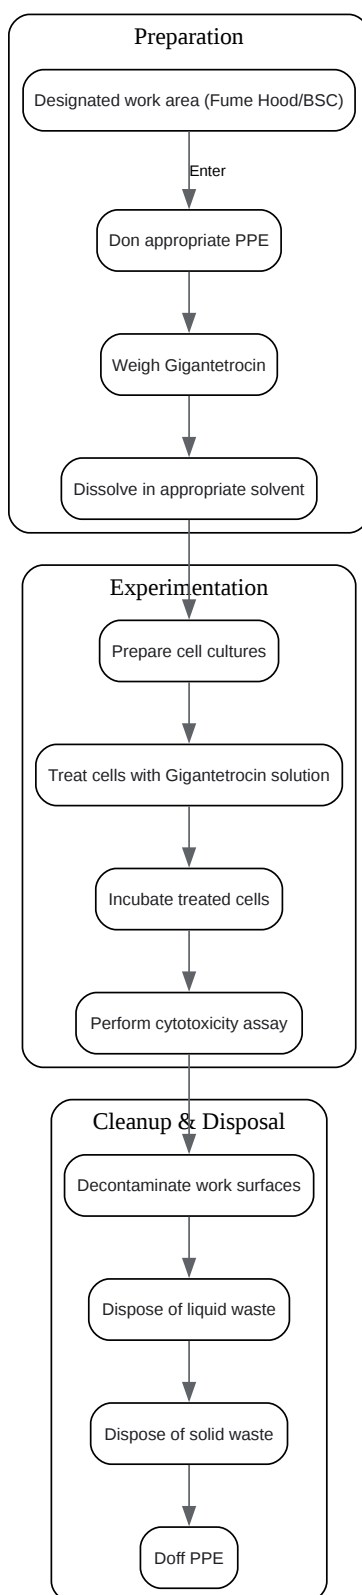 Preparation
Designated work area (Fume Hood/BSC)
Enter
Don appropriate PPE
Weigh Gigantetrocin
Dissolve in appropriate solvent
Experimentation
Prepare cell cultures
Treat cells with Gigantetrocin solution
Incubate treated cells
Perform cytotoxicity assay
Cleanup & Disposal
Decontaminate work surfaces
Dispose of liquid waste
Dispose of solid waste
Doff PPE